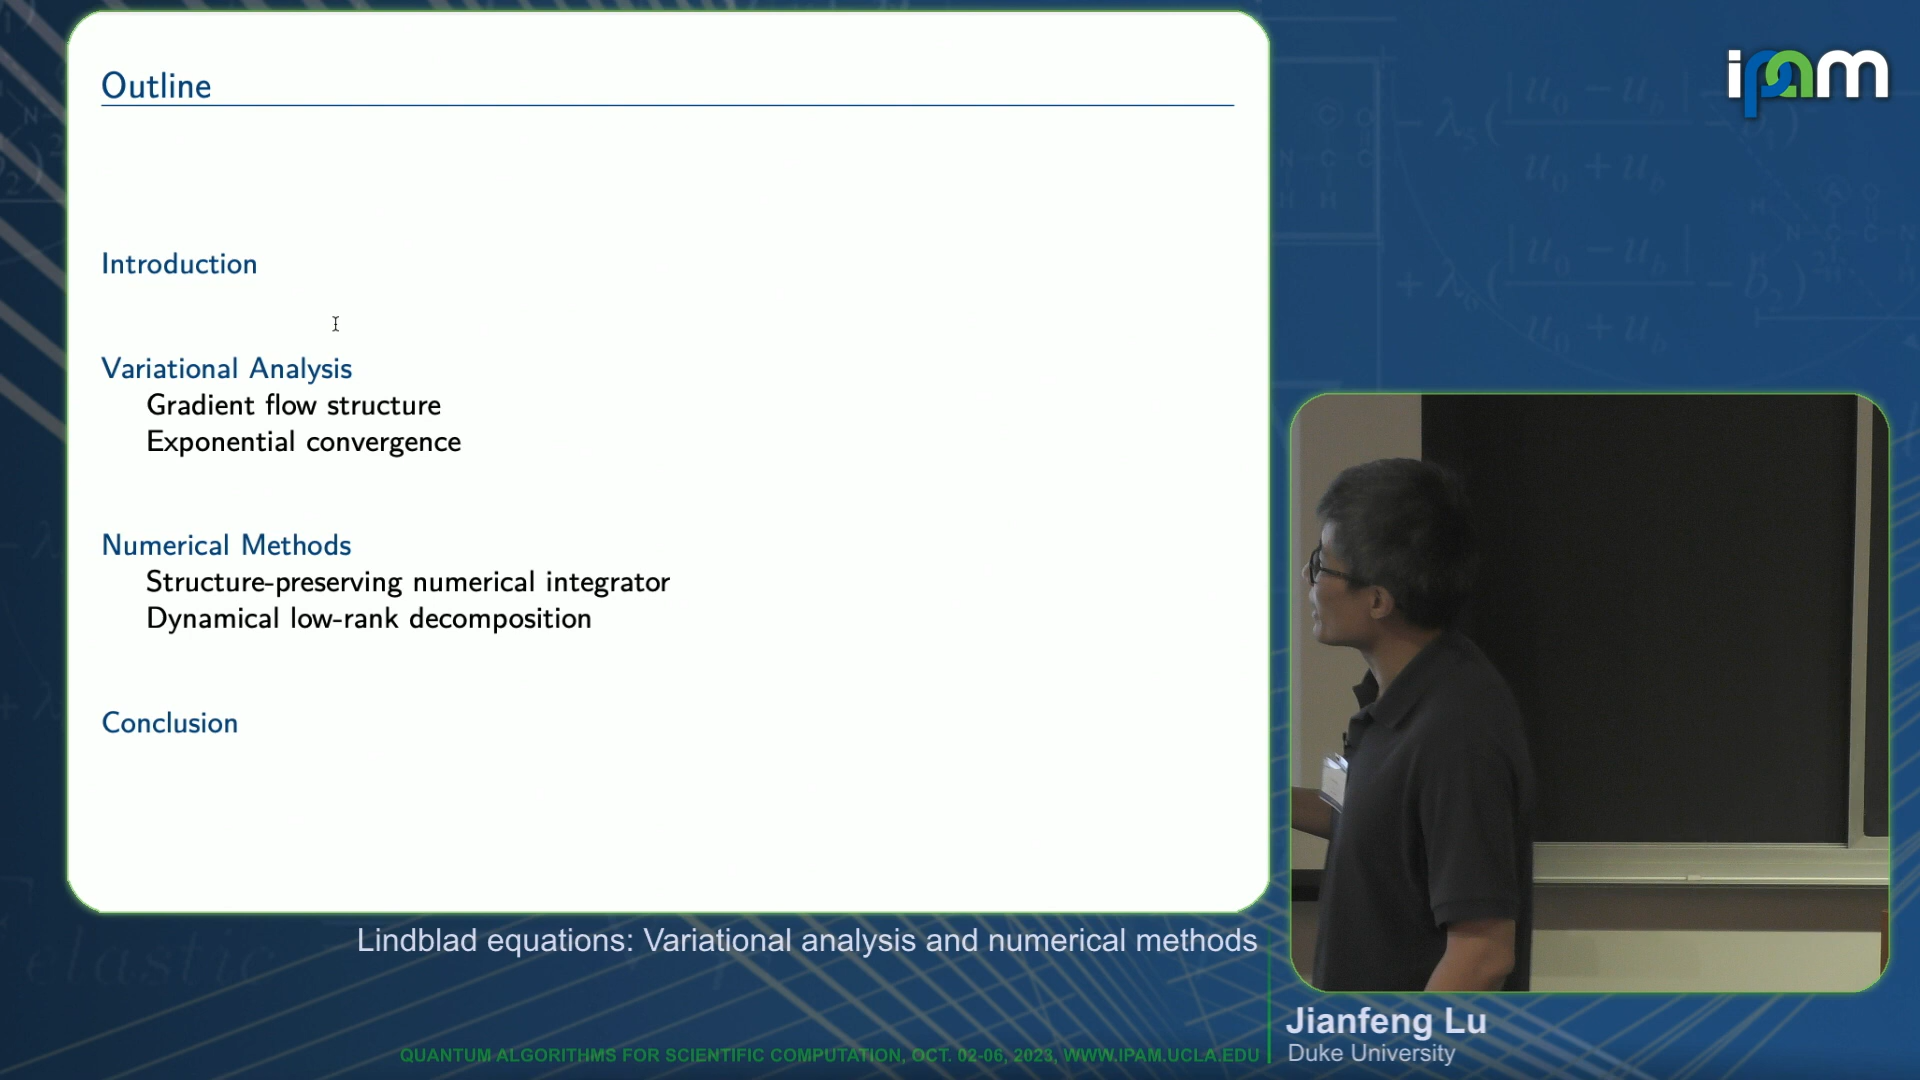 Outline
Introduction
Variational Analysis
Gradient flow structure
Exponential convergence
Numerical Methods
Structure-preserving numerical integrator
Dynamical low-rank decomposition
Conclusion
ipam
Lindblad equations: Variational analysis and numerical methods
Jianfeng Lu
Duke University
QUANTUM ALGORITHMS FOR SCIENTIFIC COMPUTATION, OCT. 02-06, 2023, WWW.IPAM.UCLA.EDU
elastic